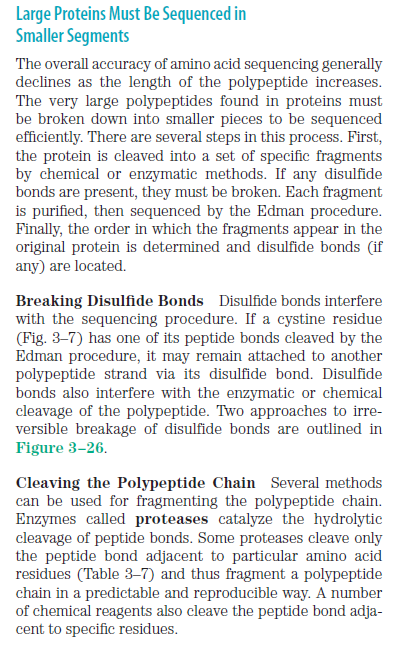 Large Proteins Must Be Sequenced in
Smaller Segments
The overall accuracy of amino acid sequencing generally
declines as the length of the polypeptide increases.
The very large polypeptides found in proteins must
be broken down into smaller pieces to be sequenced
efficiently. There are several steps in this process. First,
the protein is cleaved into a set of specific fragments
by chemical or enzymatic methods. If any disulfide
bonds are present, they must be broken. Each fragment
is purified, then sequenced by the Edman procedure.
Finally, the order in which the fragments appear in the
original protein is determined and disulfide bonds (if
any) are located.
Breaking Disulfide Bonds Disulfide bonds interfere
with the sequencing procedure. If a cystine residue
(Fig. 3–7) has one of its peptide bonds cleaved by the
Edman procedure, it may remain attached to another
polypeptide strand via its disulfide bond. Disulfide
bonds also interfere with the enzymatic or chemical
cleavage of the polypeptide. Two approaches to irre-
versible breakage of disulfide bonds are outlined in
Figure 3–26.
Cleaving the Polypeptide Chain Several methods
can be used for fragmenting the polypeptide chain.
Enzymes called proteases catalyze the hydrolytic
cleavage of peptide bonds. Some proteases cleave only
the peptide bond adjacent to particular amino acid
residues (Table 3–7) and thus fragment a polypeptide
chain in a predictable and reproducible way. A number
of chemical reagents also cleave the peptide bond adja-
cent to specific residues.